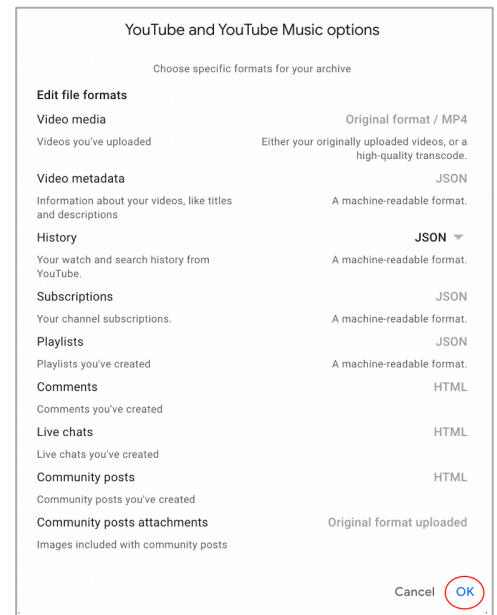 YouTube and YouTube Music options
Choose specific formats for your archive
Edit file formats
Video media Original format / MP4
Videos you've uploaded Either your originally uploaded videos, or a
high-quality transcode.
Video metadata JSON
Information about your videos, like titles A machine-readable format.
and descriptions
History JSON
Your watch and search history from A machine-readable format.
YouTube.
Subscriptions JSON
Your channel subscriptions. A machine-readable format.
Playlists JSON
Playlists you've created A machine-readable format.
Comments HTML
Comments you've created
Live chats HTML
Live chats you've created
Community posts HTML
Community posts you've created
Community posts attachments Original format uploaded
Images included with community posts
Cancel OK